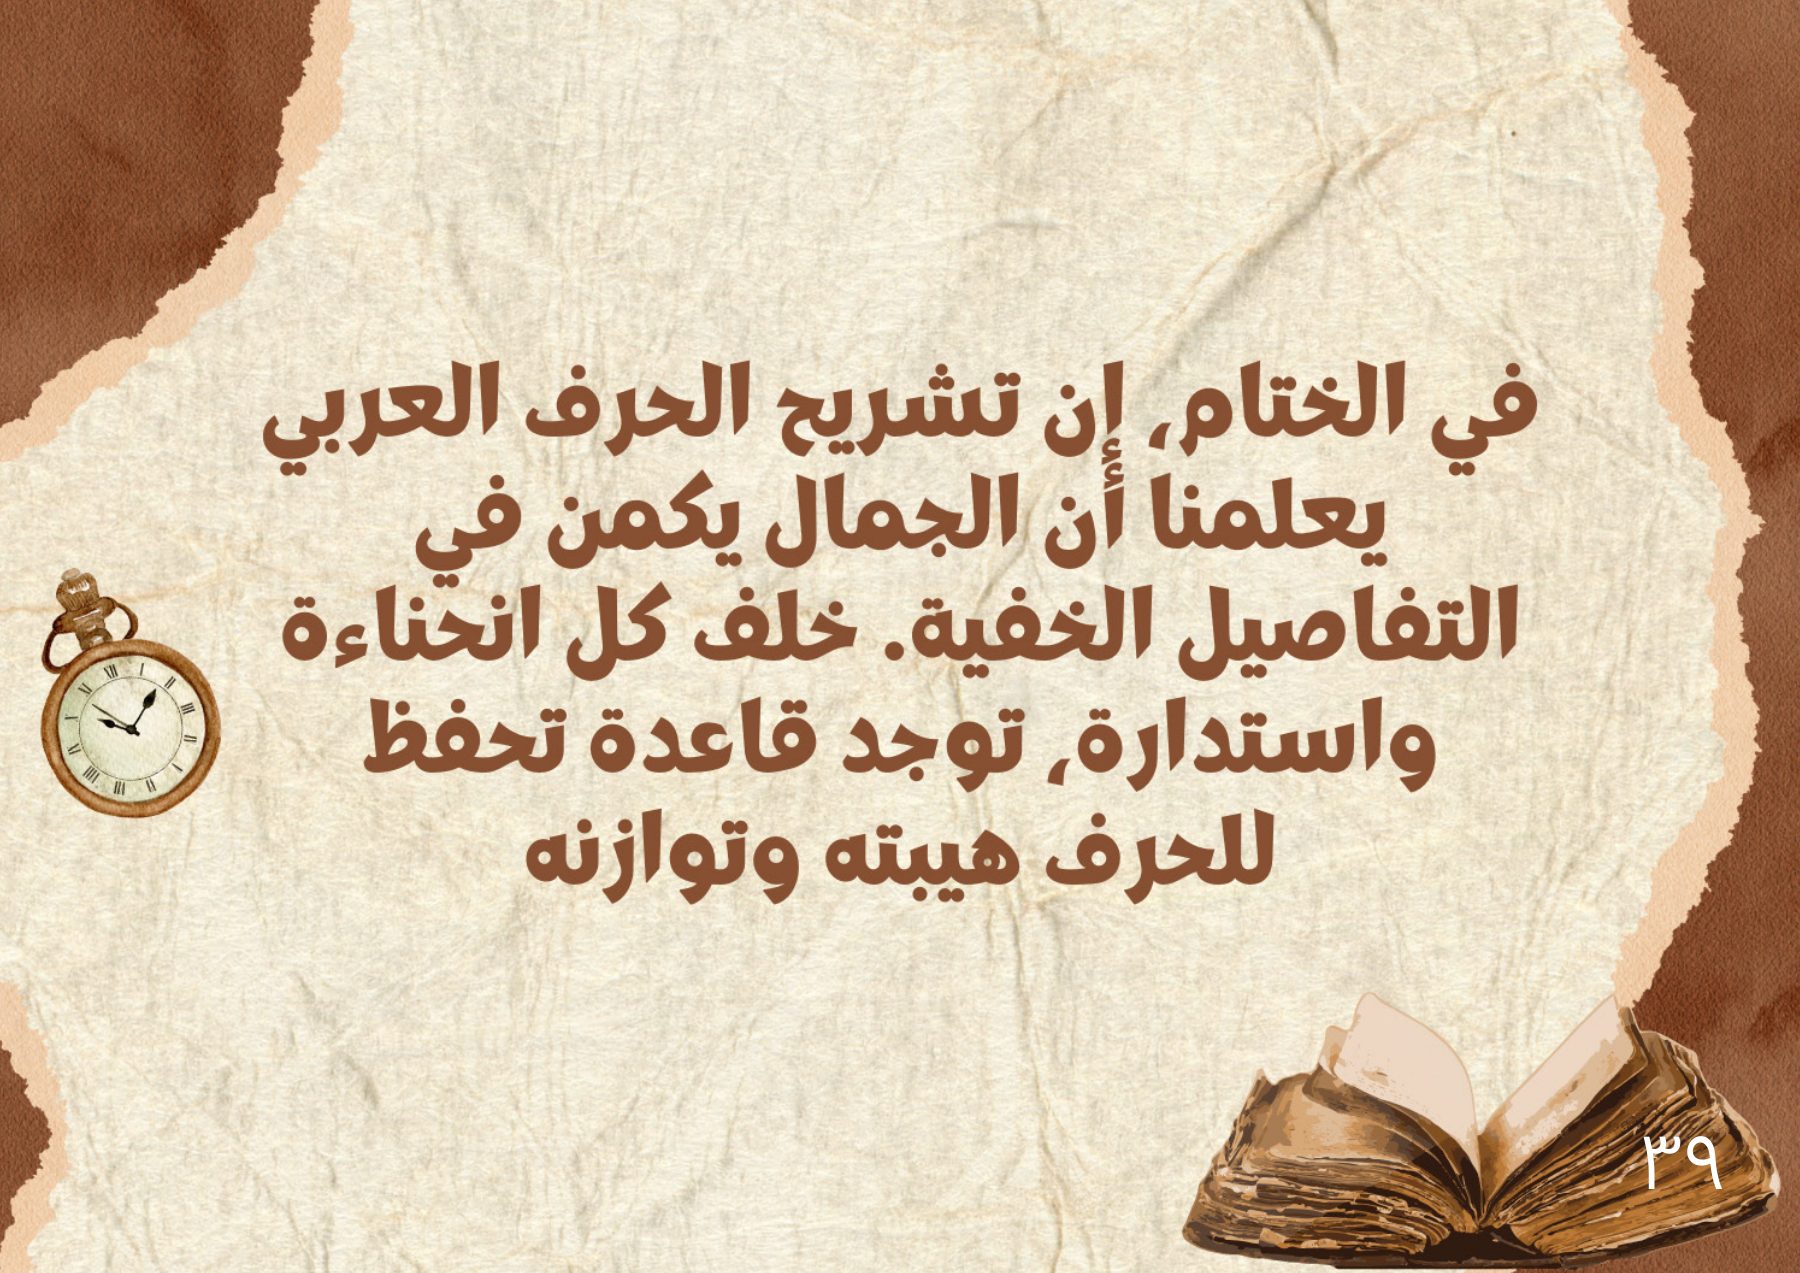 في الختام، إن تشريح الحرف العربي
يعلمنا أن الجمال يكمن في
التفاصيل الخفية. خلف كل انحناءة
واستدارة، توجد قاعدة تحفظ
للحرف هيبته وتوازنه
٣٩